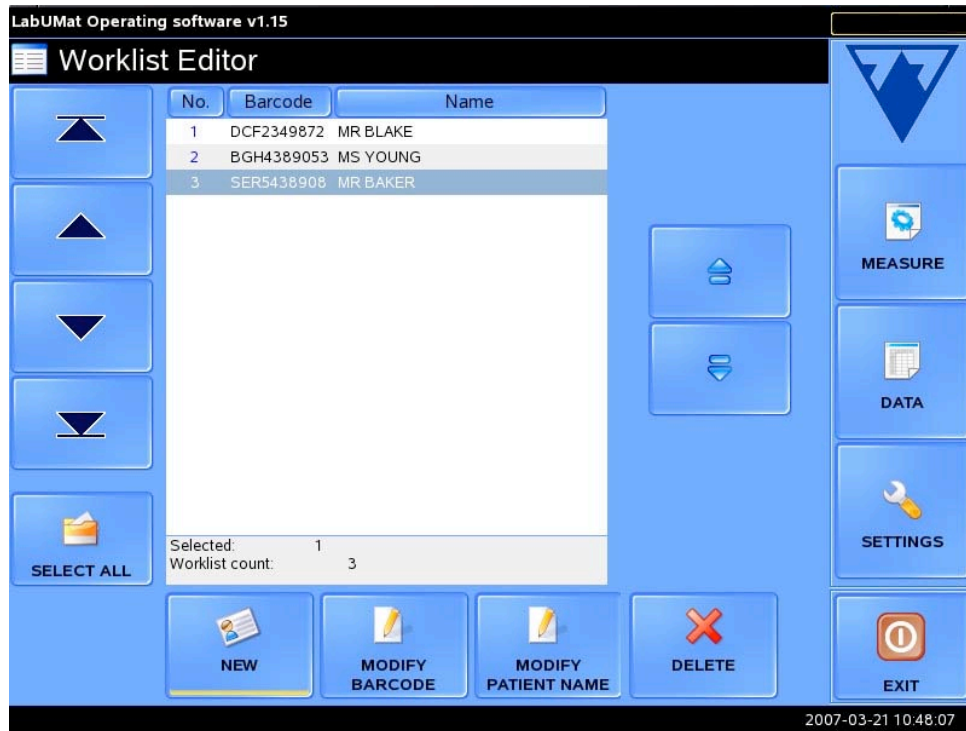 LabUMat Operating software v1.15
Worklist Editor
No. Barcode Name
1 DCF2349872 MR BLAKE
2 BGH4389053 MS YOUNG
3 SER5438908 MR BAKER
MEASURE
DATA
SETTINGS
Selected: 1
Worklist count: 3
SELECT ALL
NEW
MODIFY
BARCODE
MODIFY
PATIENT NAME
DELETE
EXIT
2007-03-21 10:48:07